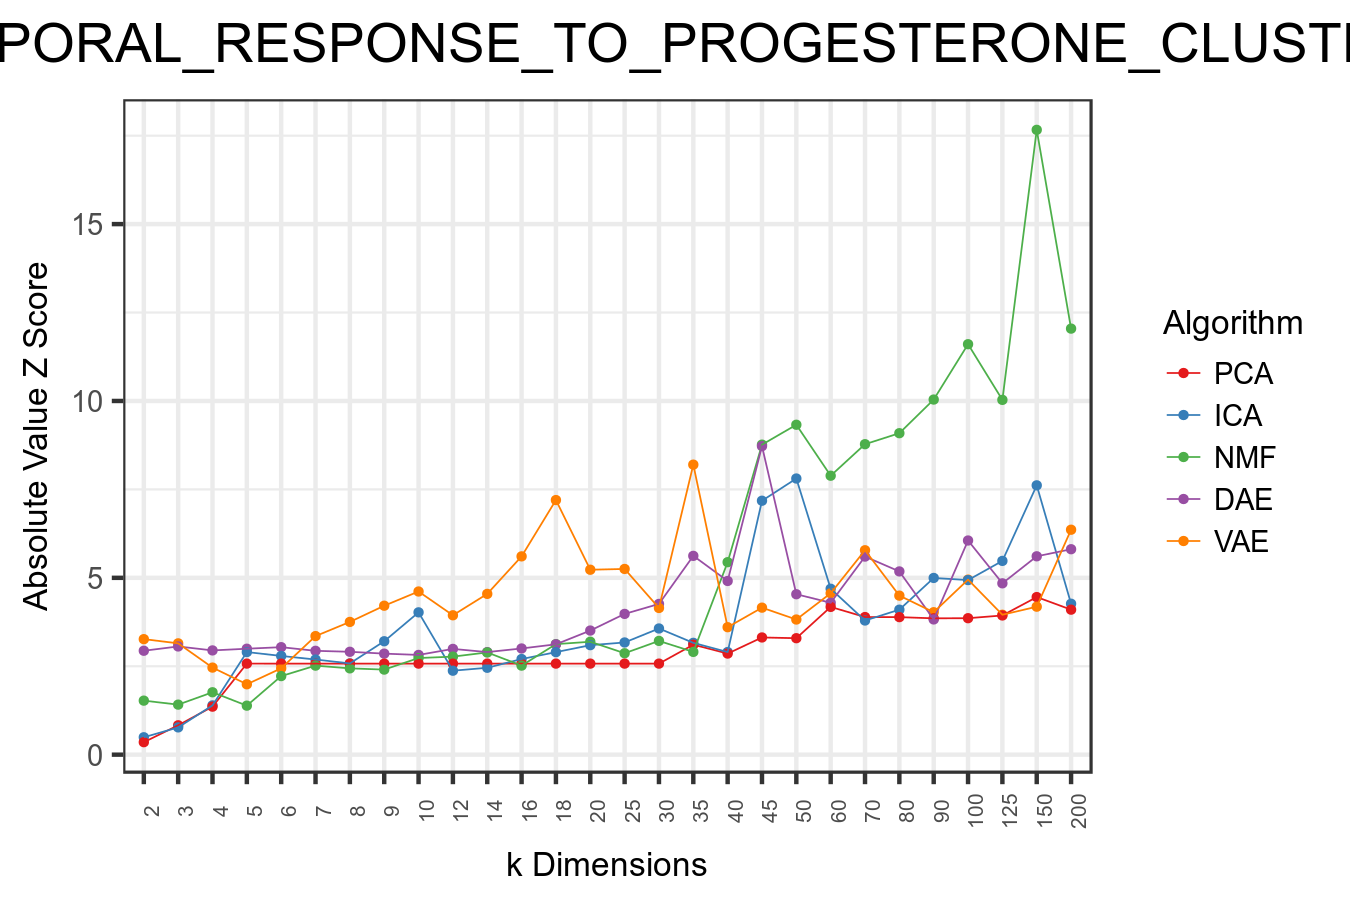 PORAL_RESPONSE_TO_PROGESTERONE_CLUST
Absolute Value Z Score
15
10
5
0
2 3 4 5 6 7 8 9 10 12 14 16 18 20 25 30 35 40 45 50 60 70 80 90 100 125 150 200
k Dimensions
Algorithm
PCA
ICA
NMF
DAE
VAE